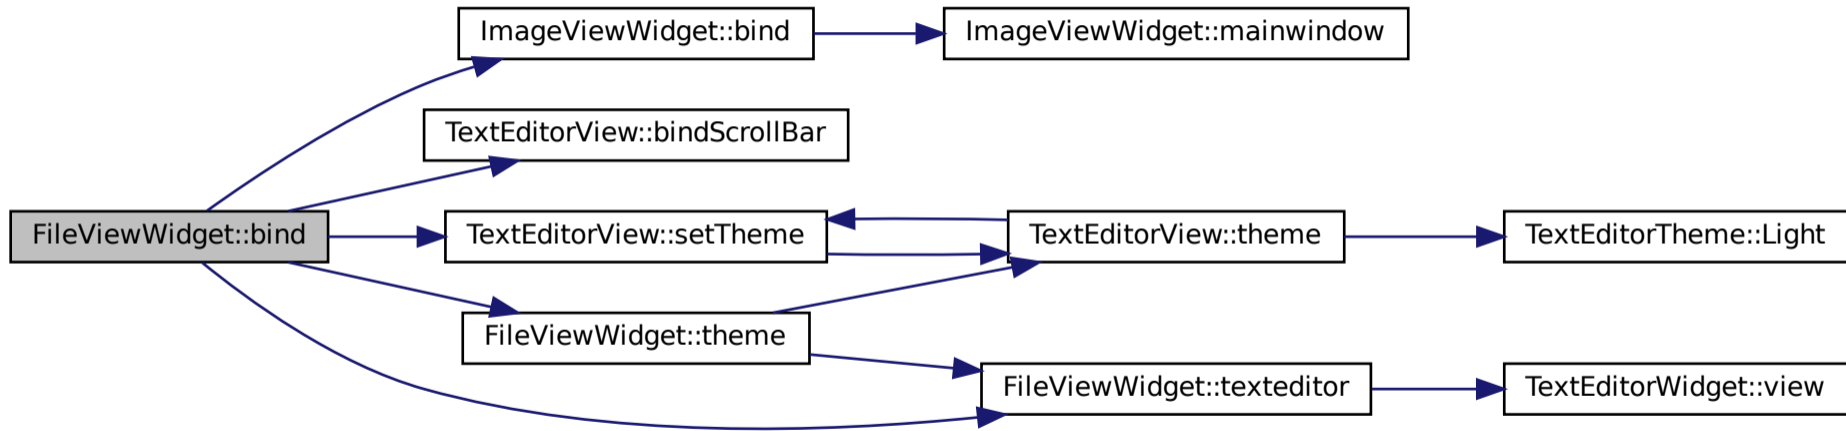 ImageViewWidget::bind
ImageViewWidget::mainwindow
TextEditorView::bindScrollBar
FileViewWidget::bind
TextEditorView::setTheme
TextEditorView::theme
TextEditorTheme::Light
FileViewWidget::theme
FileViewWidget::texteditor
TextEditorWidget::view